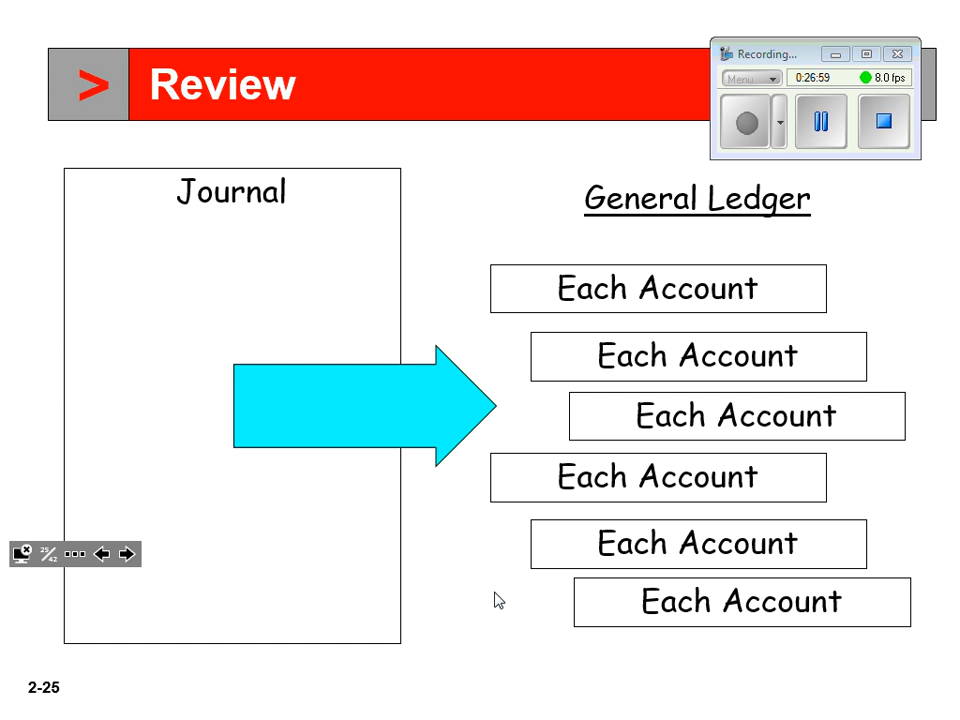 > Review
Recording...
Menu
0:26:59
8.0 fps
Journal
General Ledger
Each Account
Each Account
Each Account
Each Account
Each Account
Each Account
25/42
2-25